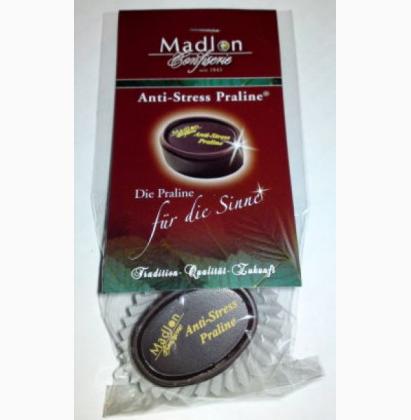 Madlon
Confiserie
seit 1945
Anti-Stress Praline®
Madlon
Anti-Stress
Praline
Die Praline
für die Sinne
Tradition-Qualität-Zukunft
Madlon
Confiserie
Anti-Stress
Praline